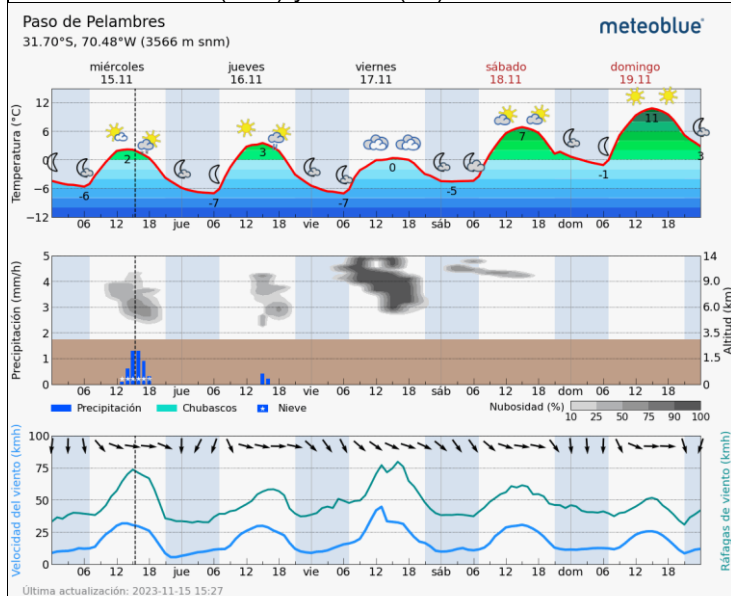 Paso de Pelambres
meteoblue
31.70°S, 70.48°W (3566 m snm)
miércoles jueves viernes sábado domingo
15.11 16.11 17.11 18.11 19.11
Temperatura (°C)
12
6
0
−6
−12
2 3 0 7 11 3
-6 -7 -7 -5 -1
06 12 18 jue 06 12 18 vie 06 12 18 sáb 06 12 18 dom 06 12 18
Precipitación (mm/h)
5
4
3
2
1
0
Altitud (km)
14
9.0
6.0
3.5
1.5
0
06 12 18 jue 06 12 18 vie 06 12 18 sáb 06 12 18 dom 06 12 18
Precipitación Chubascos Nieve Nubosidad (%)
10 25 50 75 90 100
Velocidad del viento (kmh)
100
75
50
25
0
Ráfagas de viento (kmh)
06 12 18 jue 06 12 18 vie 06 12 18 sáb 06 12 18 dom 06 12 18
Última actualización: 2023-11-15 15:27